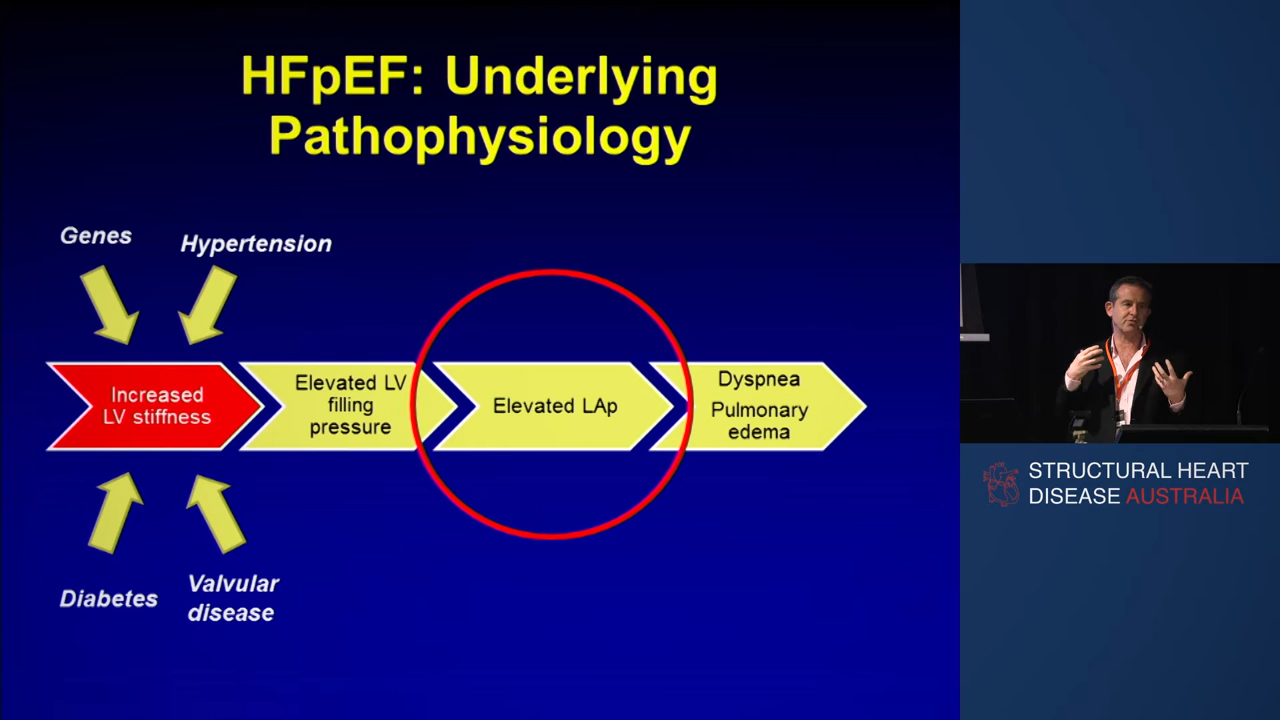 HFpEF: Underlying
Pathophysiology
Genes
Hypertension
Increased
LV stiffness
Elevated LV
filling
pressure
Elevated LAp
Dyspnea
Pulmonary
edema
Diabetes
Valvular
disease
STRUCTURAL HEART
DISEASE AUSTRALIA